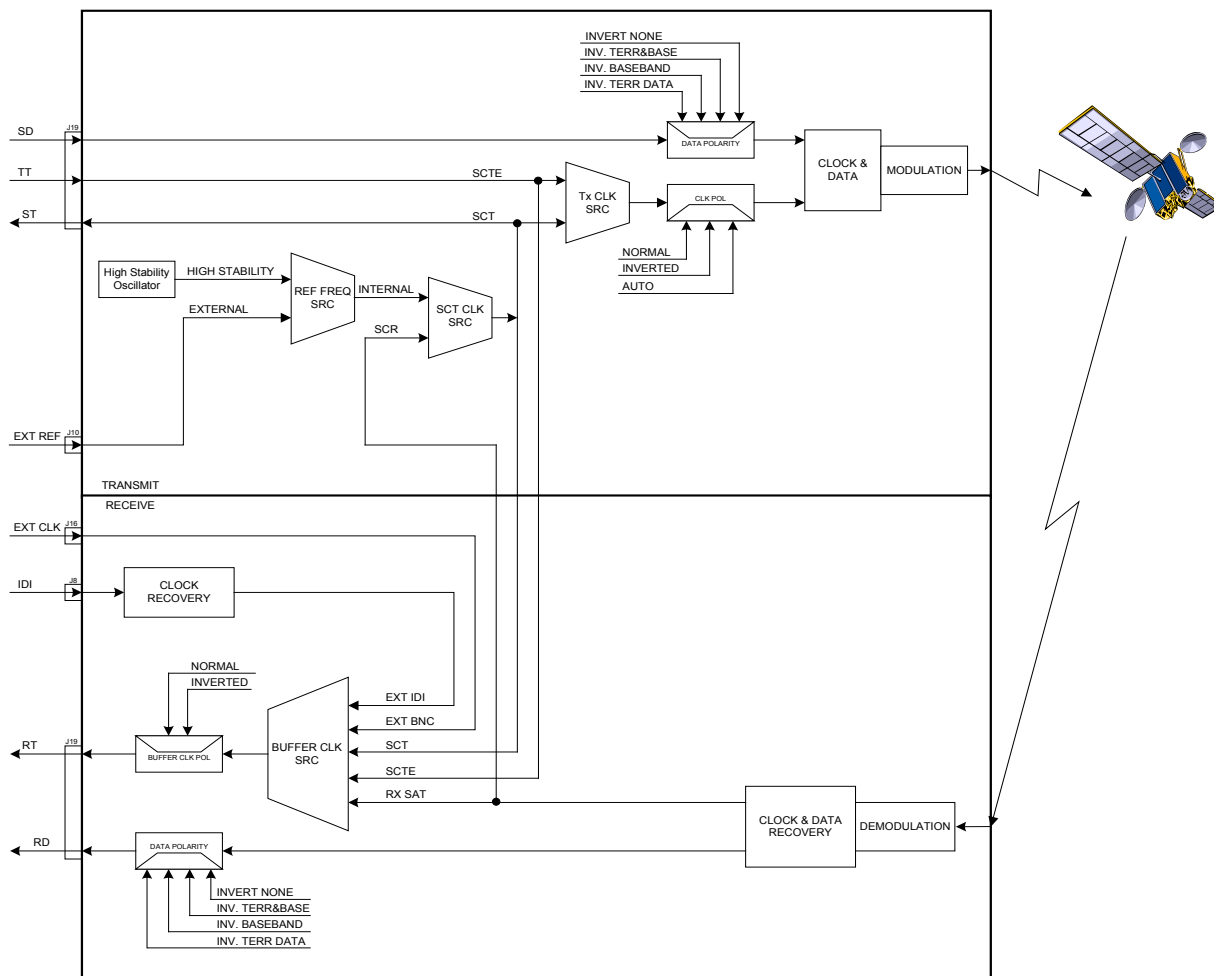 INVERT NONE
INV. TERR&BASE
INV. BASEBAND
INV. TERR DATA
J19
SD
DATA POLARITY
CLOCK &
DATA
MODULATION
TT
SCTE
Tx CLK
SRC
CLK POL
ST
SCT
NORMAL
INVERTED
AUTO
High Stability
Oscillator
HIGH STABILITY
REF FREQ
SRC
INTERNAL
SCT CLK
SRC
EXTERNAL
SCR
EXT REF
J10
TRANSMIT
RECEIVE
EXT CLK
J16
IDI
J8
CLOCK
RECOVERY
NORMAL
INVERTED
EXT IDI
EXT BNC
RT
J19
BUFFER CLK POL
BUFFER CLK
SRC
SCT
SCTE
RX SAT
CLOCK & DATA
RECOVERY
DEMODULATION
RD
DATA POLARITY
INVERT NONE
INV. TERR&BASE
INV. BASEBAND
INV. TERR DATA